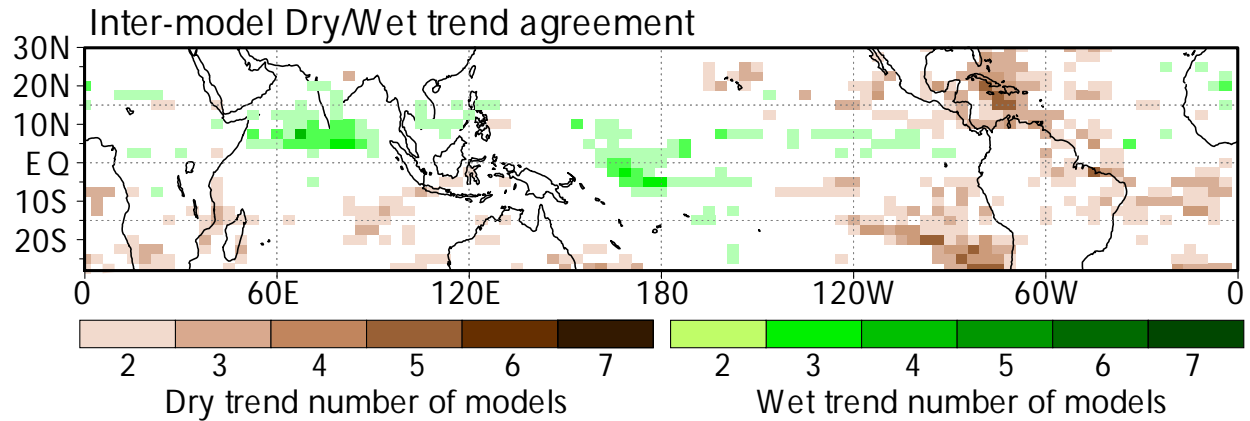 Inter-model Dry/Wet trend agreement
30N
20N
10N
EQ
10S
20S
0 60E 120E 180 120W 60W 0
2 3 4 5 6 7 2 3 4 5 6 7
Dry trend number of models Wet trend number of models